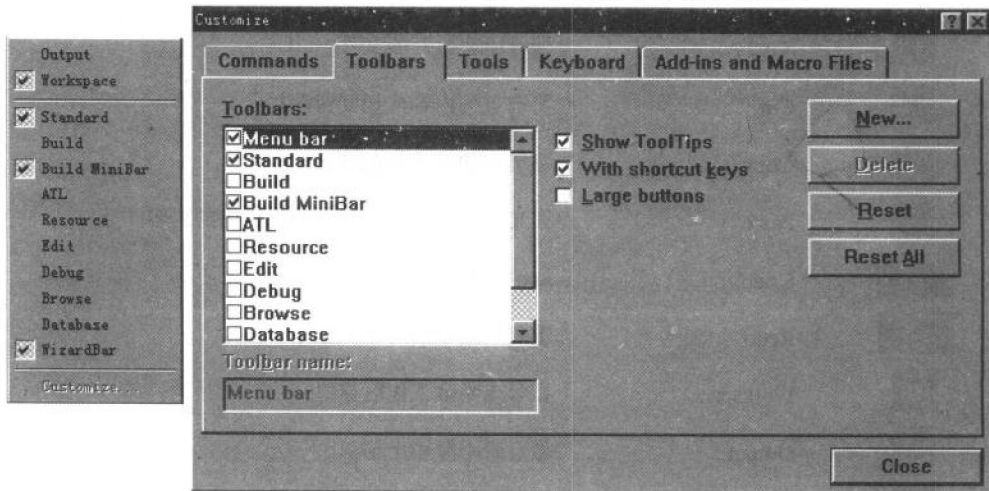 Output
Workspace
Standard
Build
Build MiniBar
ATL
Resource
Edit
Debug
Browse
Database
WizardBar
Customize...
Customize
Commands Toolbars Tools Keyboard Add-ins and Macro Files
Toolbars:
Menu bar
Standard
Build
Build MiniBar
ATL
Resource
Edit
Debug
Browse
Database
Toolbar name:
Menu bar
Show ToolTips
With shortcut keys
Large buttons
New...
Delete
Reset
Reset All
Close